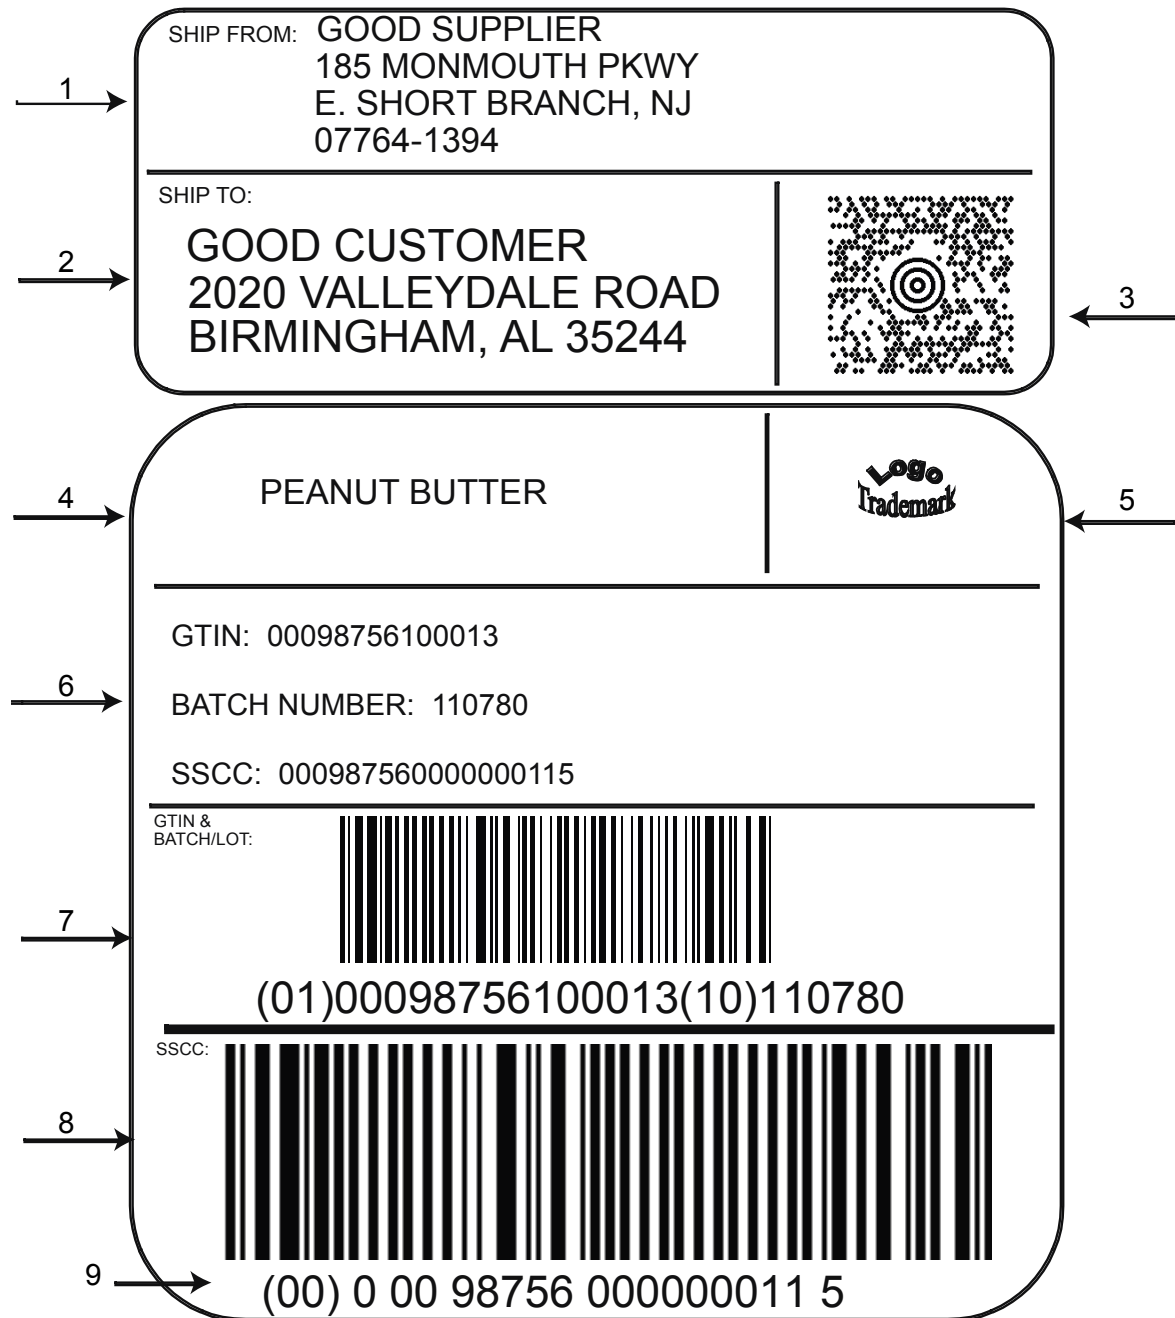 SHIP FROM: GOOD SUPPLIER
185 MONMOUTH PKWY
1
E. SHORT BRANCH, NJ
07764-1394
SHIP TO:
GOOD CUSTOMER
2
2020 VALLEYDALE ROAD
3
BIRMINGHAM, AL 35244
Logo
Trademark
4
PEANUT BUTTER
5
GTIN: 00098756100013
6
BATCH NUMBER: 110780
SSCC: 000987560000000115
GTIN &
BATCH/LOT:
7
(01)00098756100013(10)110780
SSCC:
8
9
(00) 0 00 98756 000000011 5